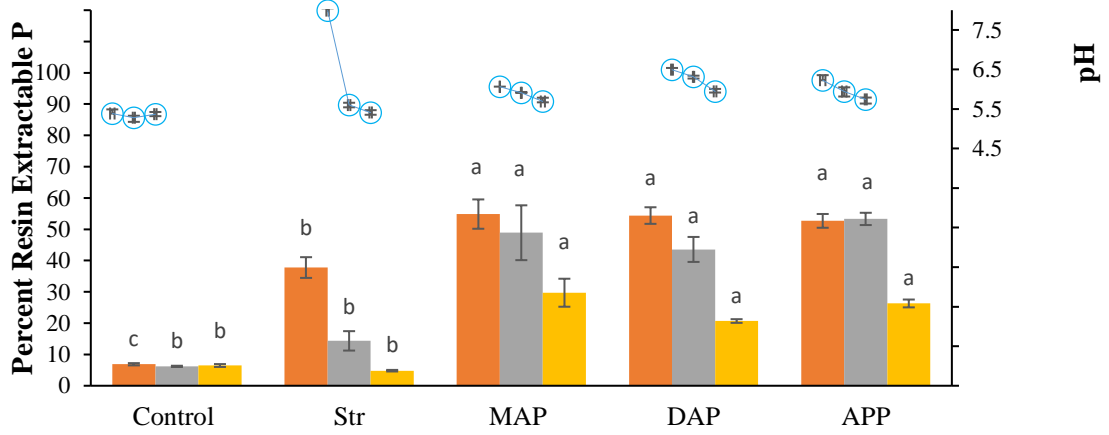 Percent Resin Extractable P
100
90
80
70
60
50
40
30
20
10
0
c b b
b b b
a a a
a a a
a a a
Control Str MAP DAP APP
7.5
6.5
5.5
4.5
pH